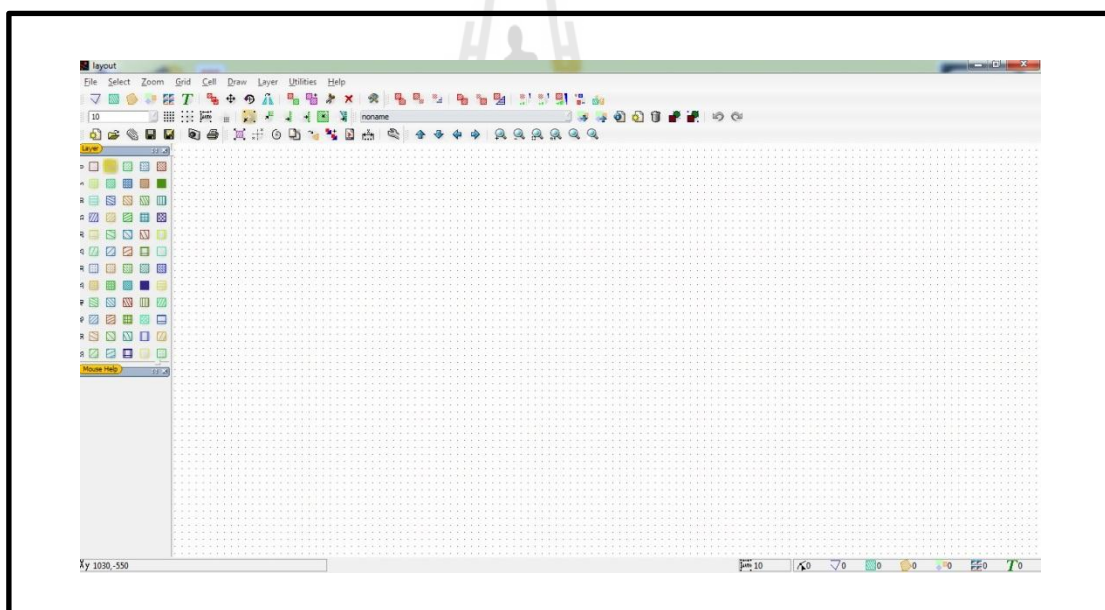 layout
File Select Zoom Grid Cell Draw Layer Utilities Help
10
noname
Layer
Mouse Help
Xy 1030,-550
10 0 0 0 0 0 0 0